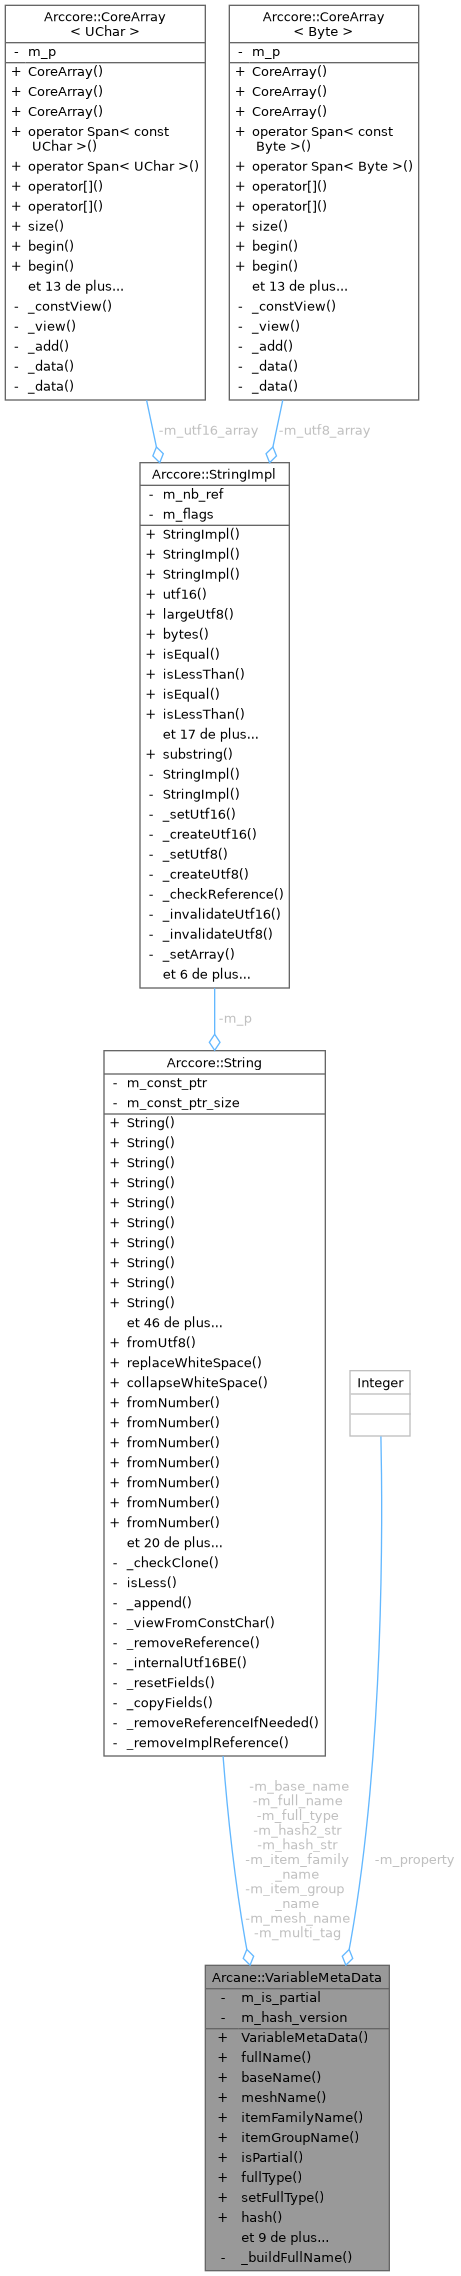 Arccore::CoreArray
< UChar >
- m_p
+ CoreArray()
+ CoreArray()
+ CoreArray()
+ operator Span< const
UChar >()
+ operator Span< UChar >()
+ operator[]()
+ operator[]()
+ size()
+ begin()
+ begin()
et 13 de plus...
- _constView()
- _view()
- _add()
- _data()
- _data()
Arccore::CoreArray
< Byte >
- m_p
+ CoreArray()
+ CoreArray()
+ CoreArray()
+ operator Span< const
Byte >()
+ operator Span< Byte >()
+ operator[]()
+ operator[]()
+ size()
+ begin()
+ begin()
et 13 de plus...
- _constView()
- _view()
- _add()
- _data()
- _data()
-m_utf16_array
-m_utf8_array
Arccore::StringImpl
- m_nb_ref
- m_flags
+ StringImpl()
+ StringImpl()
+ StringImpl()
+ utf16()
+ largeUtf8()
+ bytes()
+ isEqual()
+ isLessThan()
+ isEqual()
+ isLessThan()
et 17 de plus...
+ substring()
- StringImpl()
- StringImpl()
- _setUtf16()
- _createUtf16()
- _setUtf8()
- _createUtf8()
- _checkReference()
- _invalidateUtf16()
- _invalidateUtf8()
- _setArray()
et 6 de plus...
-m_p
Arccore::String
- m_const_ptr
- m_const_ptr_size
+ String()
+ String()
+ String()
+ String()
+ String()
+ String()
+ String()
+ String()
+ String()
+ String()
et 46 de plus...
+ fromUtf8()
+ replaceWhiteSpace()
+ collapseWhiteSpace()
+ fromNumber()
+ fromNumber()
+ fromNumber()
+ fromNumber()
+ fromNumber()
+ fromNumber()
+ fromNumber()
et 20 de plus...
- _checkClone()
- isLess()
- _append()
- _viewFromConstChar()
- _removeReference()
- _internalUtf16BE()
- _resetFields()
- _copyFields()
- _removeReferenceIfNeeded()
- _removeImplReference()
Integer
-m_base_name
-m_full_name
-m_full_type
-m_hash2_str
-m_hash_str
-m_item_family
_name
-m_item_group
_name
-m_mesh_name
-m_multi_tag
-m_property
Arcane::VariableMetaData
- m_is_partial
- m_hash_version
+ VariableMetaData()
+ fullName()
+ baseName()
+ meshName()
+ itemFamilyName()
+ itemGroupName()
+ isPartial()
+ fullType()
+ setFullType()
+ hash()
et 9 de plus...
- _buildFullName()